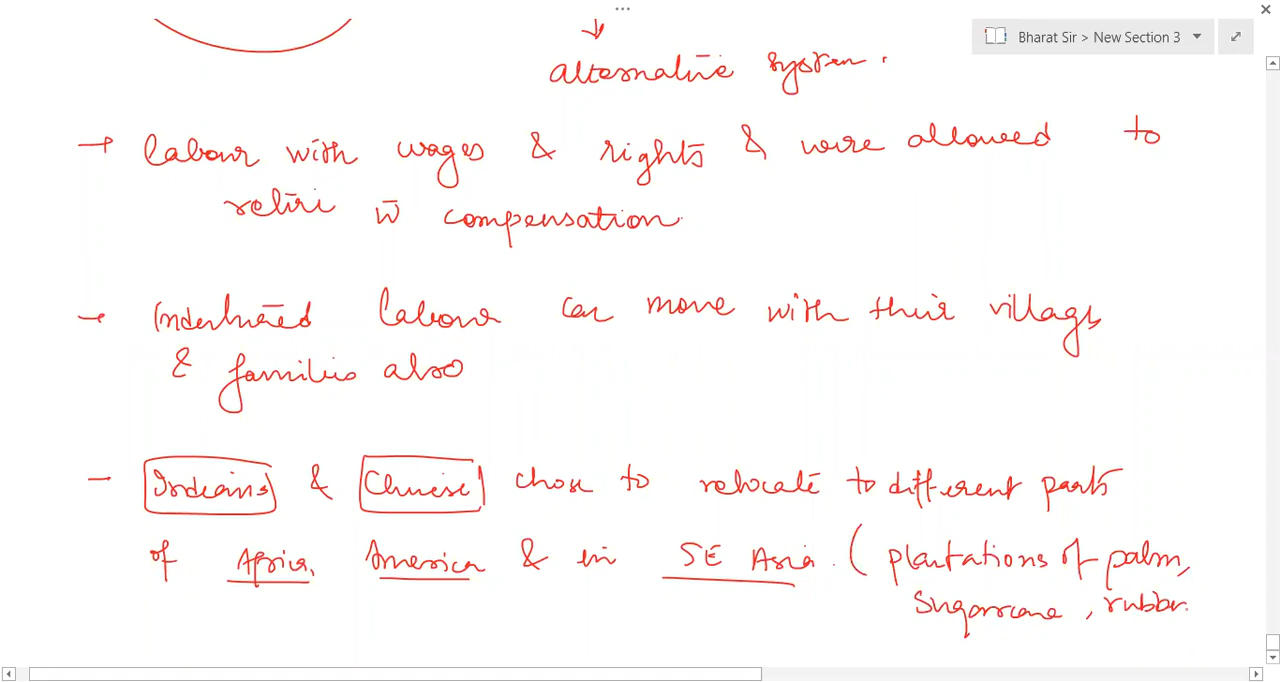 Bharat Sir > New Section 3
alternative system.
→ labour with wages & rights & were allowed to
retire w̅ compensation.
→ Indentured labour can move with their villages
& families also
- Indians & Chinese chose to relocate to different parts
of Africa, America & in SE Asia. ( plantations of palm,
Sugarcane, rubber.